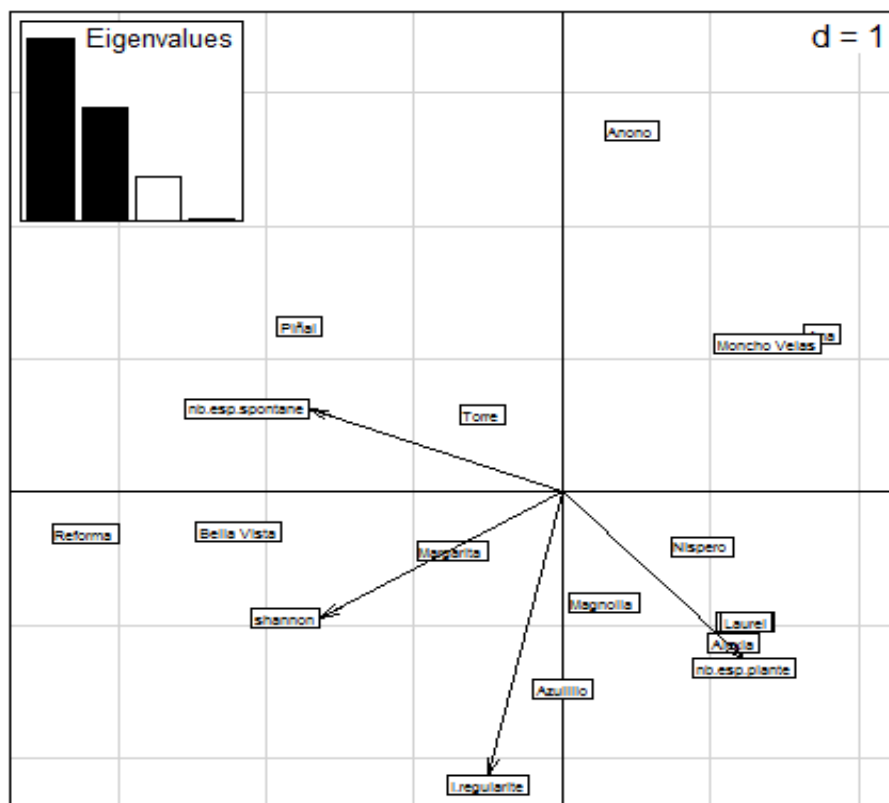 Eigenvalues
d = 1
Anono
Piñal
Moncho Velas
nb.esp.spontane
Torre
Reforma
Bella Vista
Margarita
Nispero
Magnolia
shannon
Laurel
nb.esp.plante
Azulillo
l.regularite